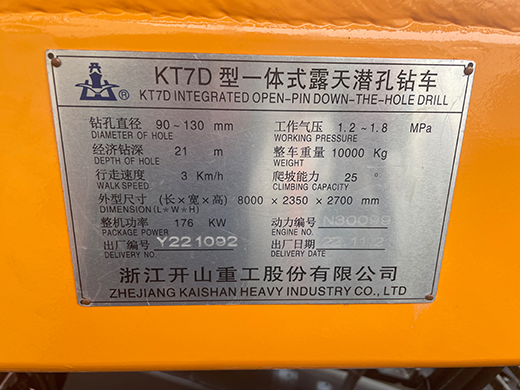 KT7D 型一体式露天潜孔钻车
KT7D INTEGRATED OPEN-PIN DOWN-THE-HOLE DRILL
钻孔直径 90~130 mm 工作气压 1.2~1.8 MPa
DIAMETER OF HOLE WORKING PRESSURE
经济钻深 21 m 整车重量 10000 Kg
DEPTH OF HOLE WEIGHT
行走速度 3 Km/h 爬坡能力 25 °
WALK SPEED CLIMBING CAPACITY
外型尺寸 (长×宽×高) 8000 × 2350 × 2700 mm
DIMENSION (L★W★H)
整机功率 176 KW 动力编号 N30099
PACKAGE POWER ENGINE NO.
出厂编号 Y221092 出厂日期 22.11.2
DELIVERY NO. DELIVERY DATE
浙江开山重工股份有限公司
ZHEJIANG KAISHAN HEAVY INDUSTRY CO., LTD